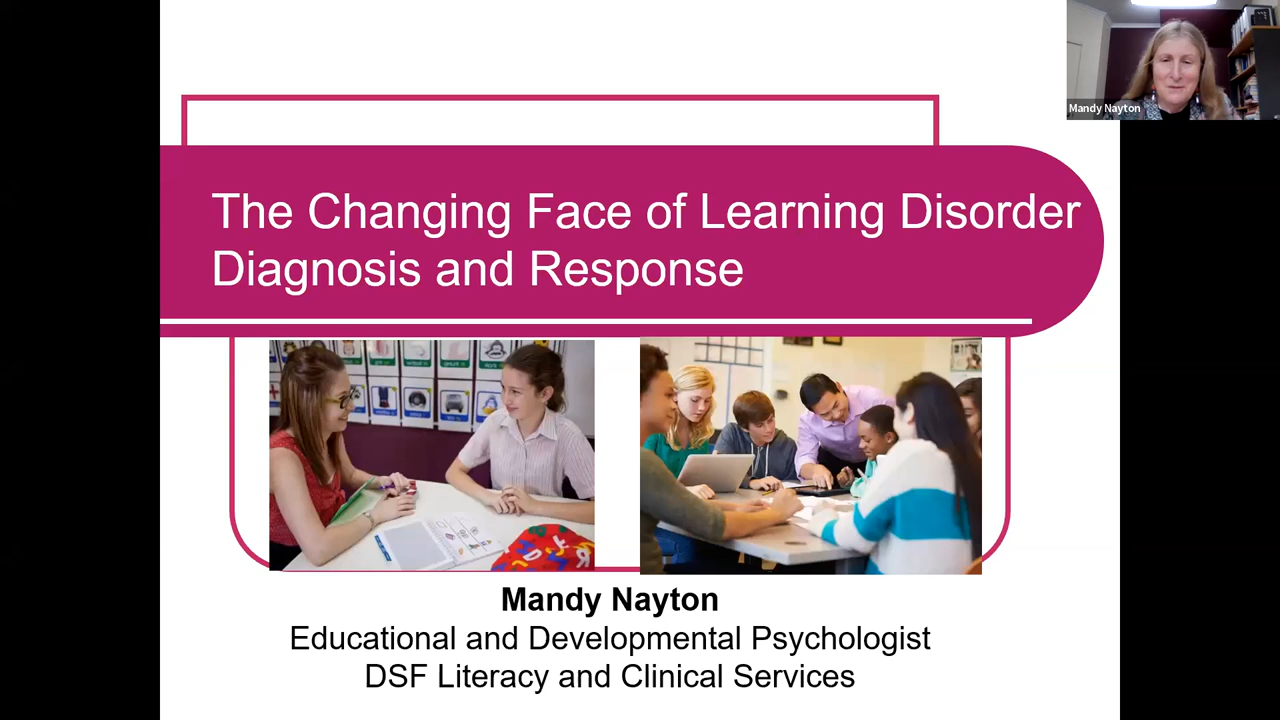 Mandy Nayton
The Changing Face of Learning Disorder
Diagnosis and Response
Mandy Nayton
Educational and Developmental Psychologist
DSF Literacy and Clinical Services